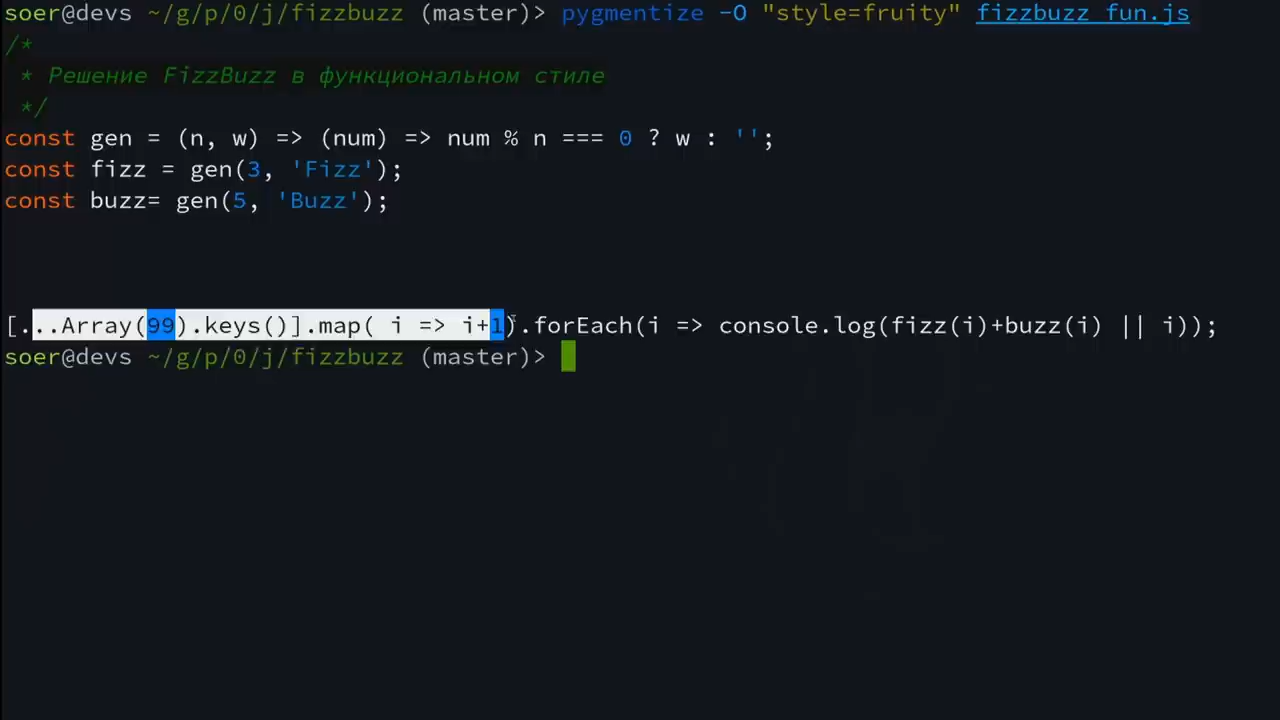 soer@devs ~/g/p/0/j/fizzbuzz (master)> pygmentize -O "style=fruity" fizzbuzz_fun.js
/*
 * Решение FizzBuzz в функциональном стиле
 */
const gen = (n, w) => (num) => num % n === 0 ? w : '';
const fizz = gen(3, 'Fizz');
const buzz= gen(5, 'Buzz');
[...Array(99).keys()].map( i => i+1).forEach(i => console.log(fizz(i)+buzz(i) || i));
soer@devs ~/g/p/0/j/fizzbuzz (master)>